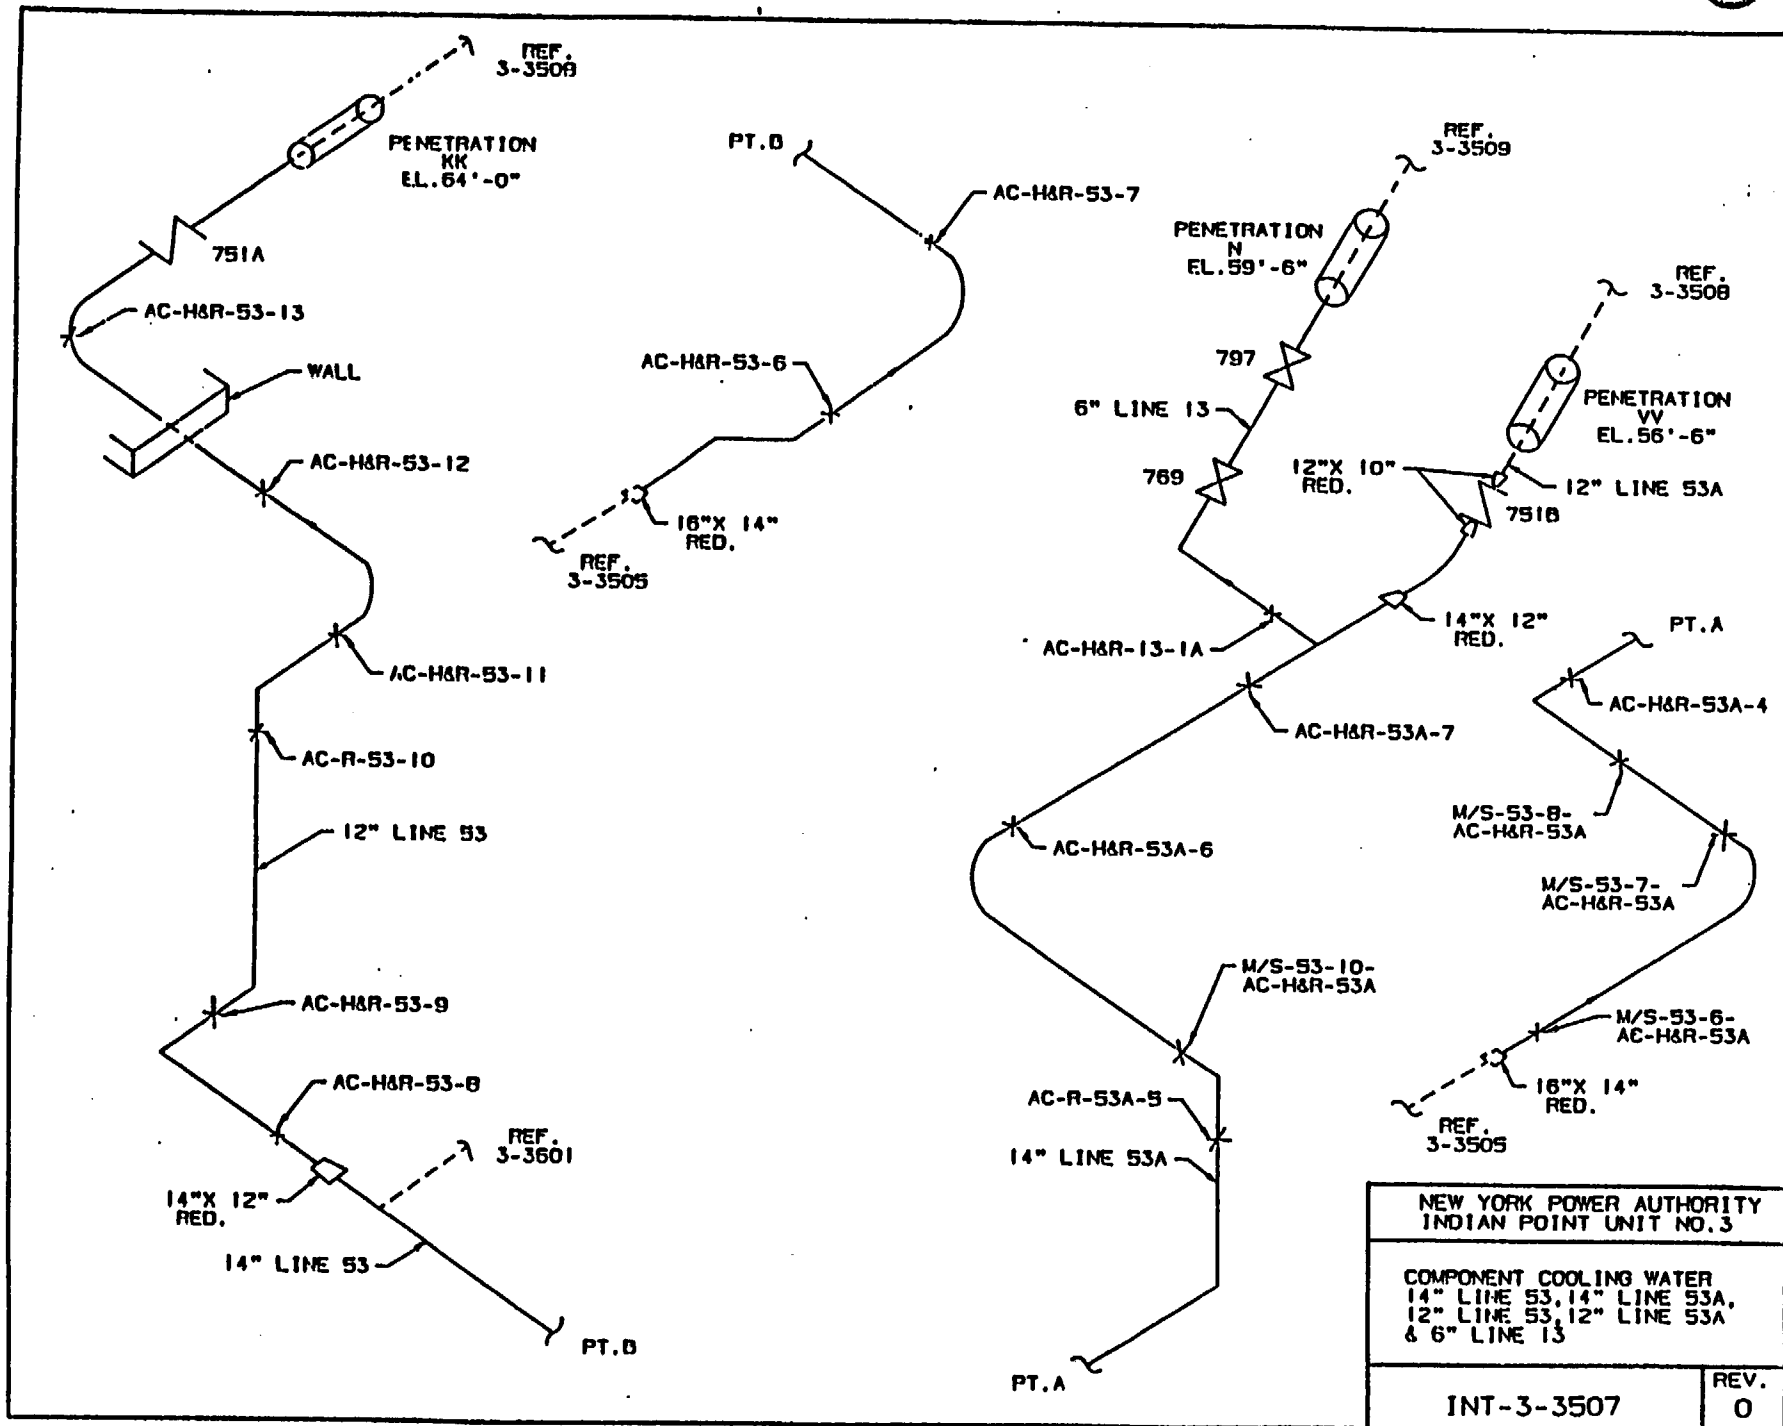 REF.
3-3508
PENETRATION
KK
EL.64'-0"
751A
AC-H&R-53-13
WALL
AC-H&R-53-12
AC-H&R-53-11
AC-R-53-10
12" LINE 53
AC-H&R-53-9
AC-H&R-53-8
REF.
3-3601
14"X 12"
RED.
14" LINE 53
PT.B
PT.B
AC-H&R-53-7
AC-H&R-53-6
16"X 14"
RED.
REF.
3-3505
REF.
3-3509
PENETRATION
N
EL.59'-6"
797
6" LINE 13
769
REF.
3-3508
PENETRATION
VV
EL.56'-6"
12"X 10"
RED.
12" LINE 53A
751B
14"X 12"
RED.
AC-H&R-13-1A
AC-H&R-53A-7
AC-H&R-53A-6
M/S-53-10-
AC-H&R-53A
AC-R-53A-5
14" LINE 53A
PT.A
PT.A
AC-H&R-53A-4
M/S-53-8-
AC-H&R-53A
M/S-53-7-
AC-H&R-53A
M/S-53-6-
AC-H&R-53A
16"X 14"
RED.
REF.
3-3505
NEW YORK POWER AUTHORITY
INDIAN POINT UNIT NO.3
COMPONENT COOLING WATER
14" LINE 53, 14" LINE 53A,
12" LINE 53, 12" LINE 53A
& 6" LINE 13
INT-3-3507
REV.
0